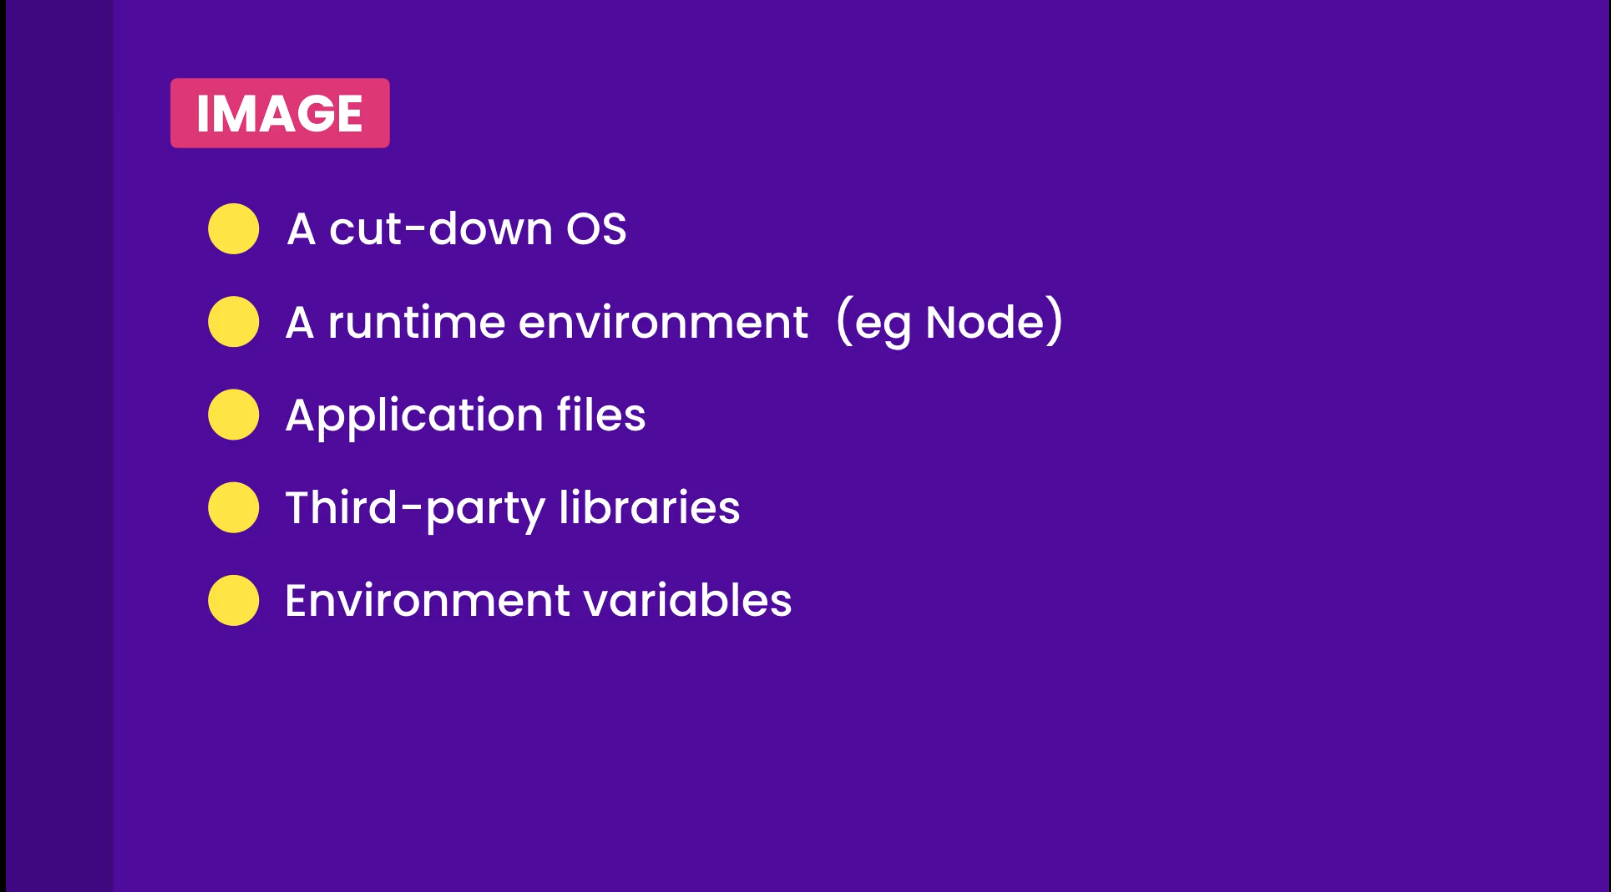 IMAGE
A cut-down OS
A runtime environment (eg Node)
Application files
Third-party libraries
Environment variables